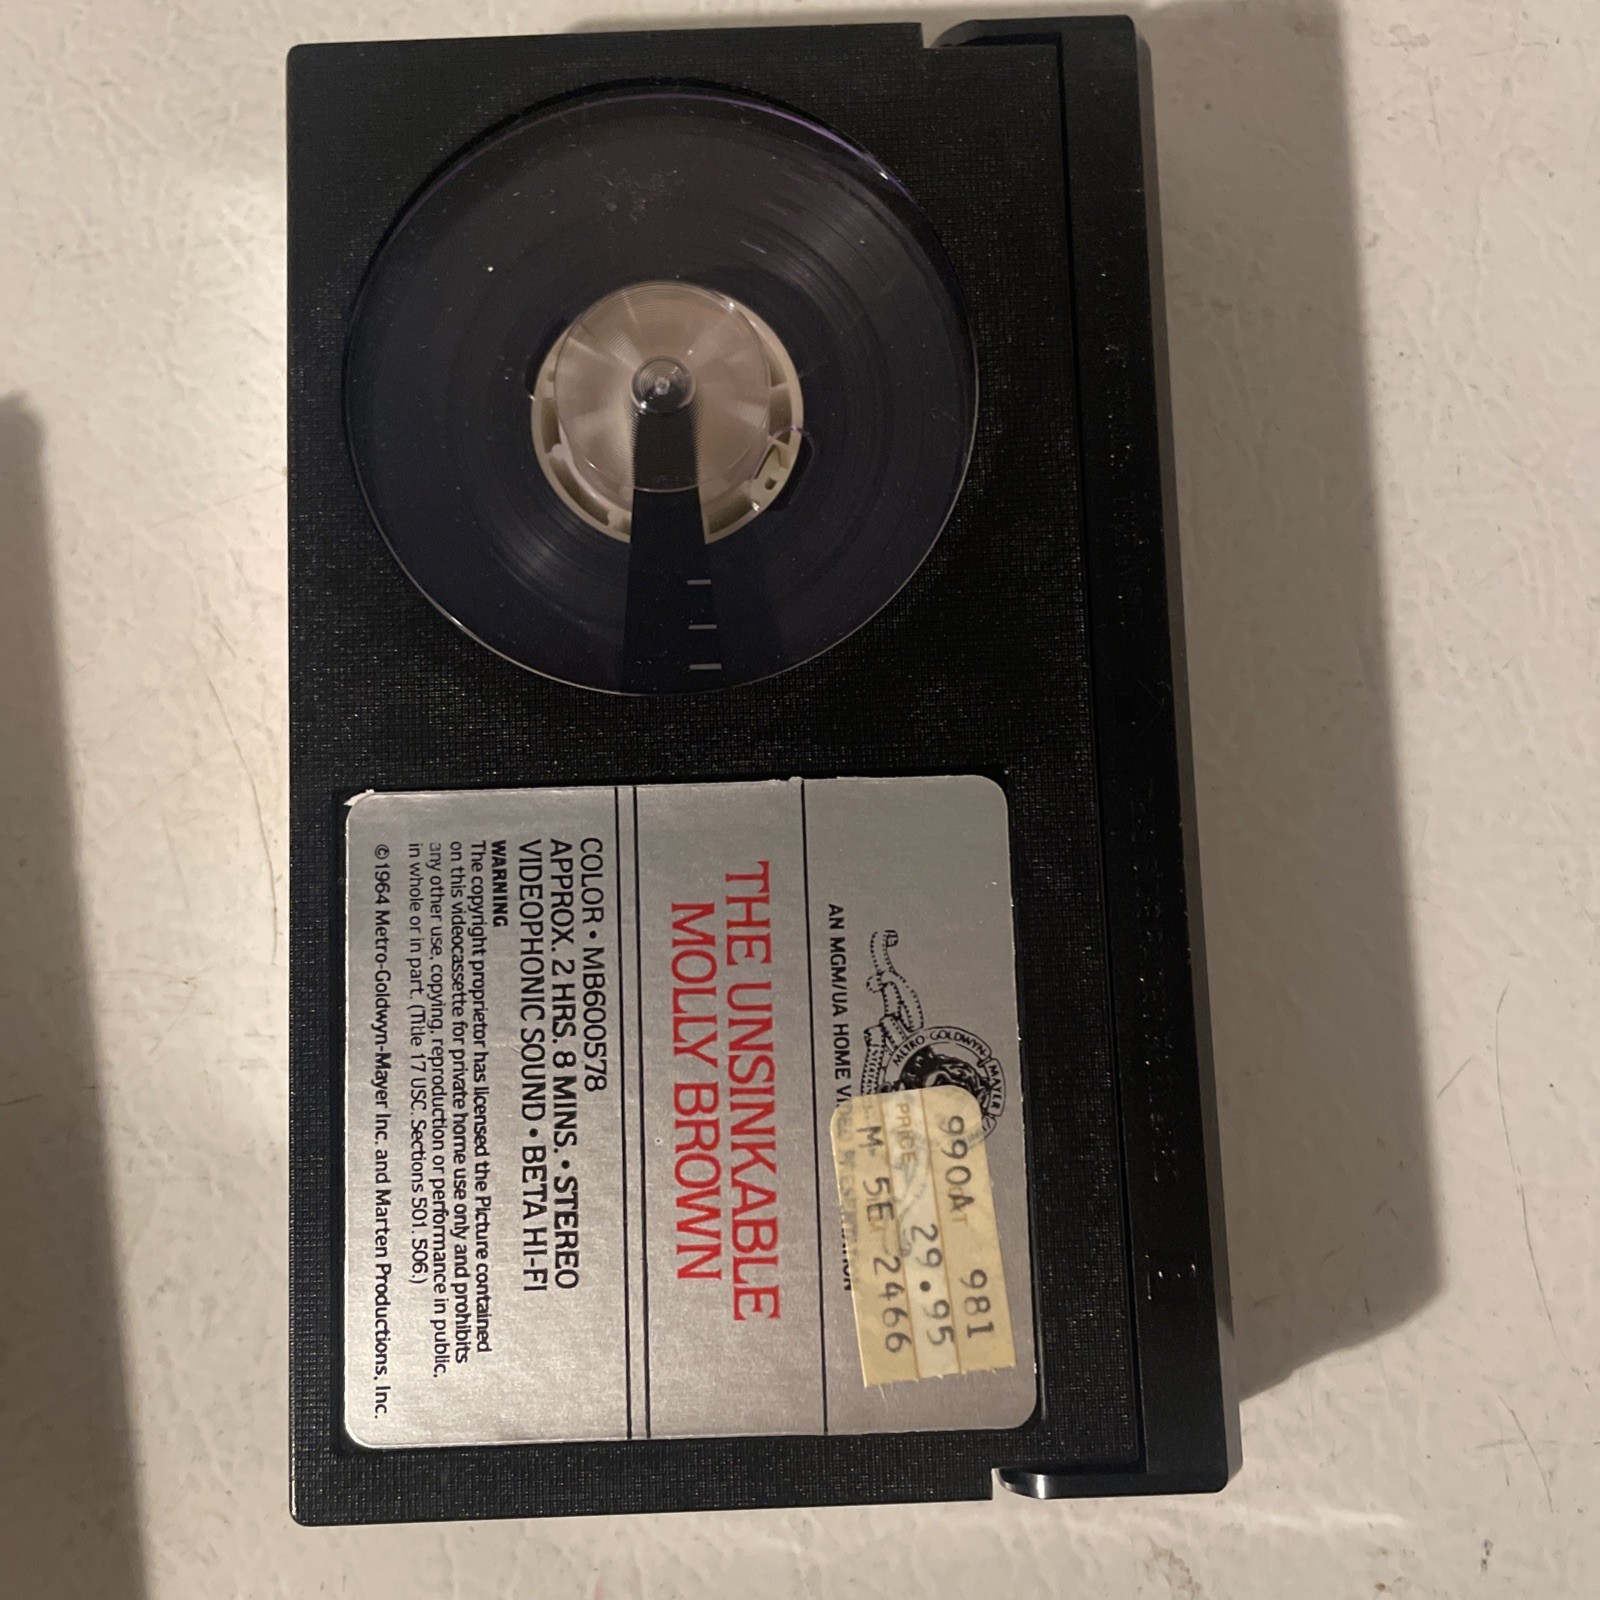 METRO-GOLDWYN-MAYER
AN MGM/UA HOME VIDEO
990A 981
PRICE 29.95
M 5E 2466
THE UNSINKABLE
MOLLY BROWN
COLOR • MB600578
APPROX. 2 HRS. 8 MINS. • STEREO
VIDEOPHONIC SOUND • BETA HI-FI
WARNING
The copyright proprietor has licensed the Picture contained
on this videocassette for private home use only and prohibits
any other use, copying, reproduction or performance in public,
in whole or in part. (Title 17 USC. Sections 501. 506.)
©1964 Metro-Goldwyn-Mayer Inc. and Marten Productions, Inc.